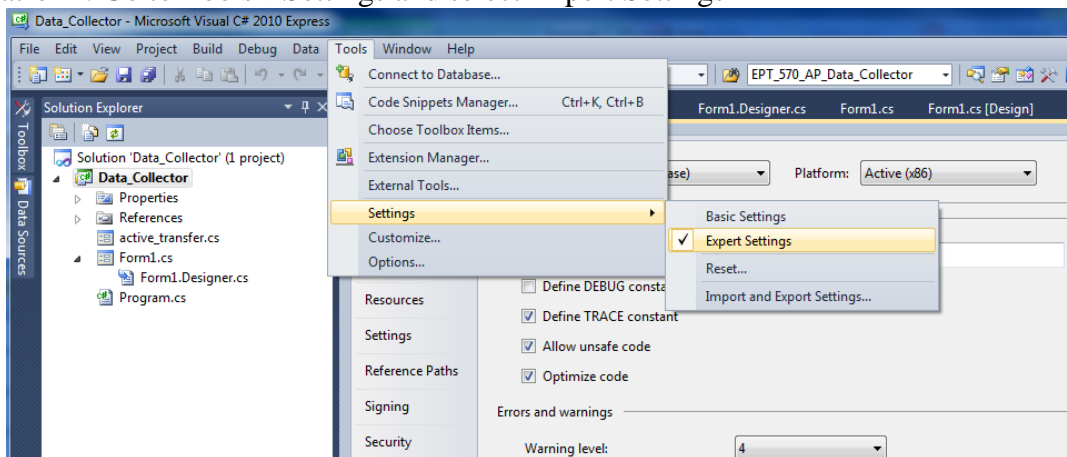 Data_Collector - Microsoft Visual C# 2010 Express
File Edit View Project Build Debug Data Tools Window Help
EPT_570_AP_Data_Collector
Solution Explorer
Toolbox
Data Sources
Solution 'Data_Collector' (1 project)
Data_Collector
Properties
References
active_transfer.cs
Form1.cs
Form1.Designer.cs
Program.cs
Connect to Database...
Code Snippets Manager... Ctrl+K, Ctrl+B
Choose Toolbox Items...
Extension Manager...
External Tools...
Settings
Customize...
Options...
Basic Settings
Expert Settings
Reset...
Import and Export Settings...
Form1.Designer.cs Form1.cs Form1.cs [Design]
ase) Platform: Active (x86)
Define DEBUG consta
Define TRACE constant
Allow unsafe code
Optimize code
Resources
Settings
Reference Paths
Signing
Security
Errors and warnings
Warning level: 4